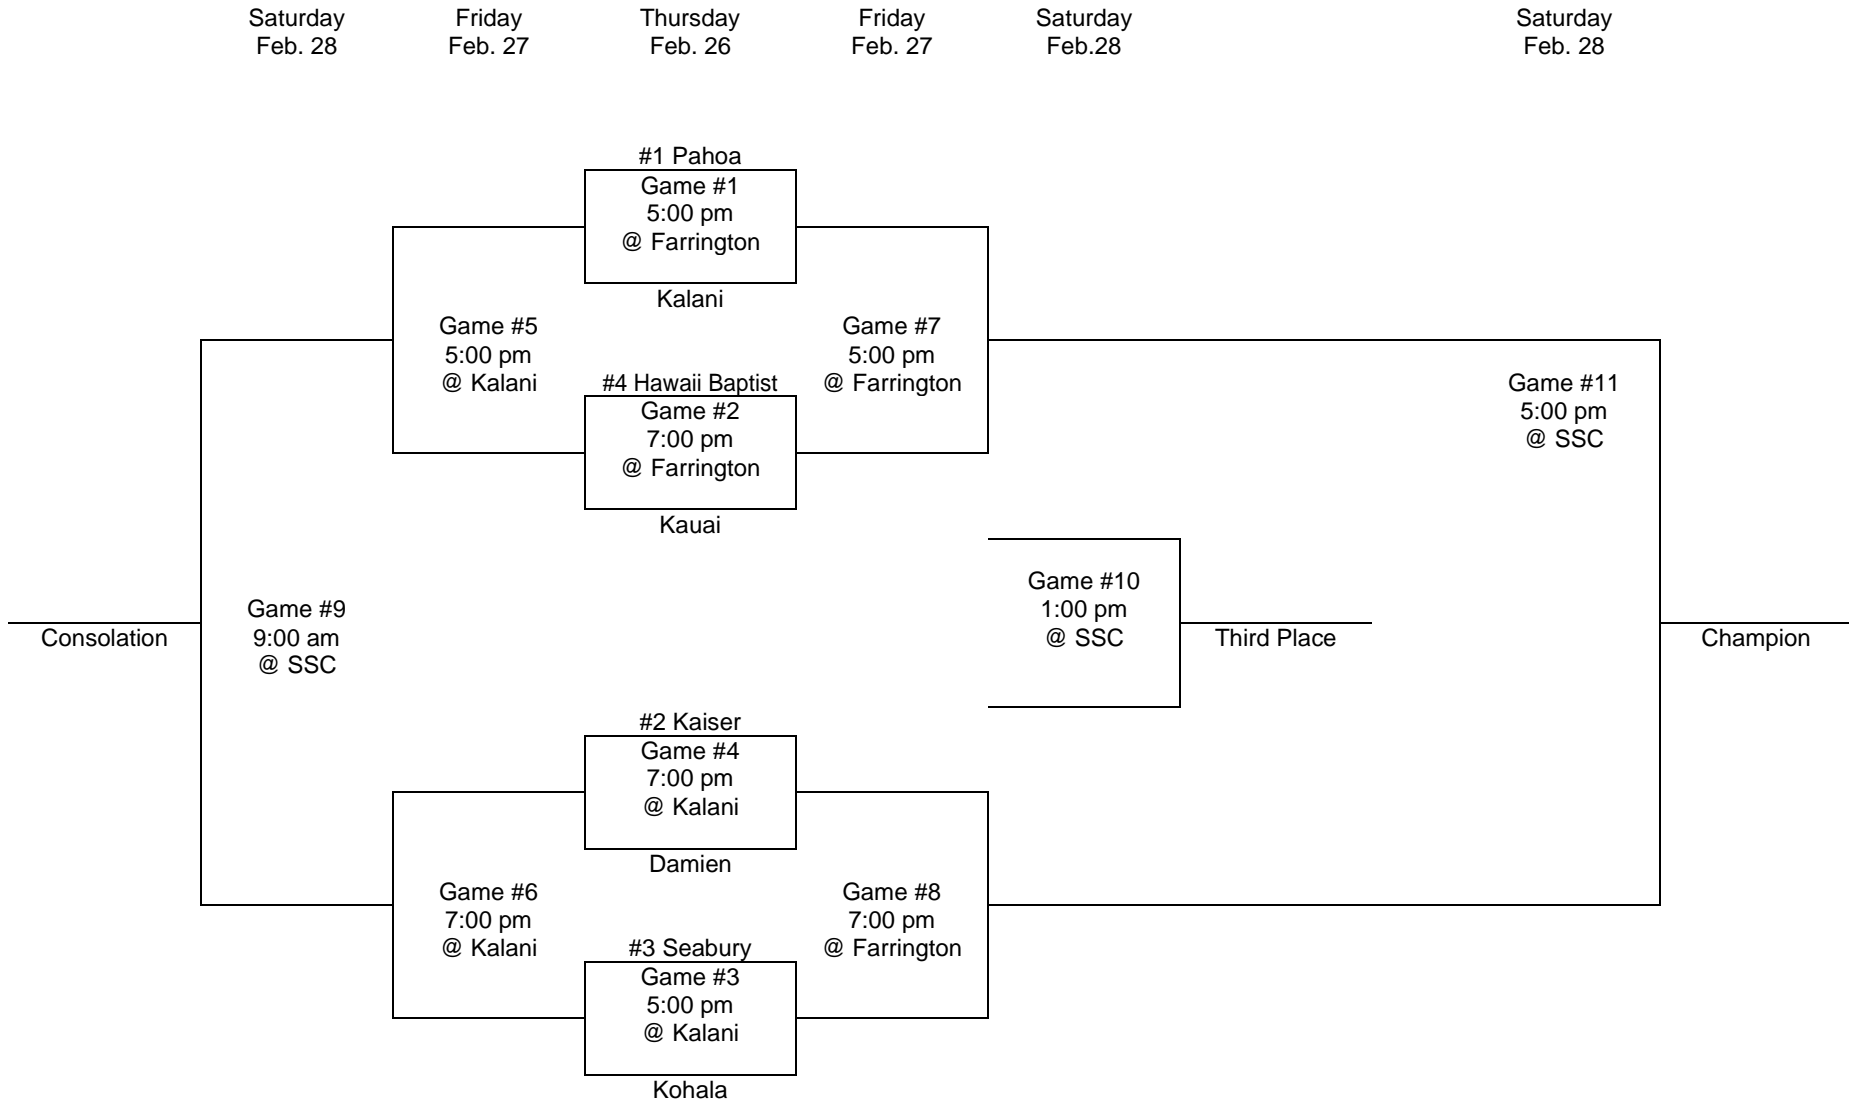 Saturday
Feb. 28
Friday
Feb. 27
Thursday
Feb. 26
Friday
Feb. 27
Saturday
Feb.28
Saturday
Feb. 28
#1 Pahoa
Game #1
5:00 pm
@ Farrington
Kalani
Game #5
5:00 pm
@ Kalani
Game #7
5:00 pm
@ Farrington
#4 Hawaii Baptist
Game #2
7:00 pm
@ Farrington
Kauai
Game #11
5:00 pm
@ SSC
Game #9
9:00 am
@ SSC
Consolation
Game #10
1:00 pm
@ SSC
Third Place
Champion
#2 Kaiser
Game #4
7:00 pm
@ Kalani
Damien
Game #6
7:00 pm
@ Kalani
Game #8
7:00 pm
@ Farrington
#3 Seabury
Game #3
5:00 pm
@ Kalani
Kohala